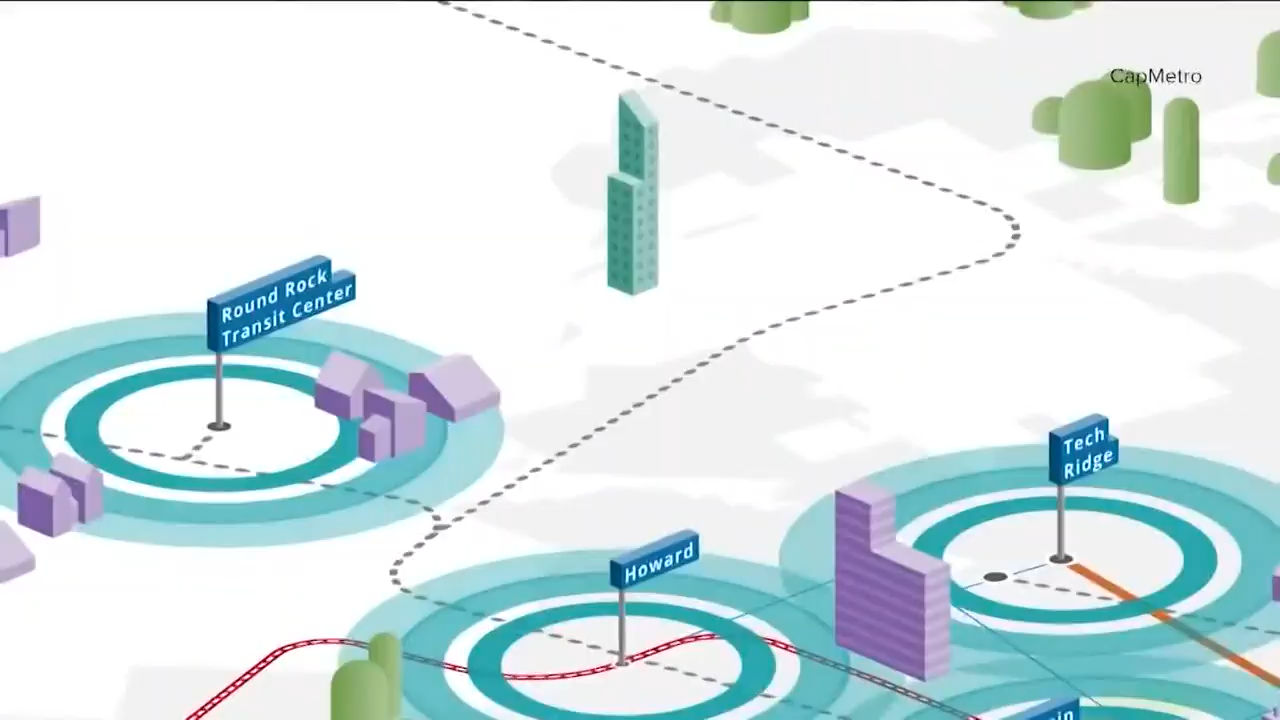 CapMetro
Round Rock
Transit Center
Tech
Ridge
Howard